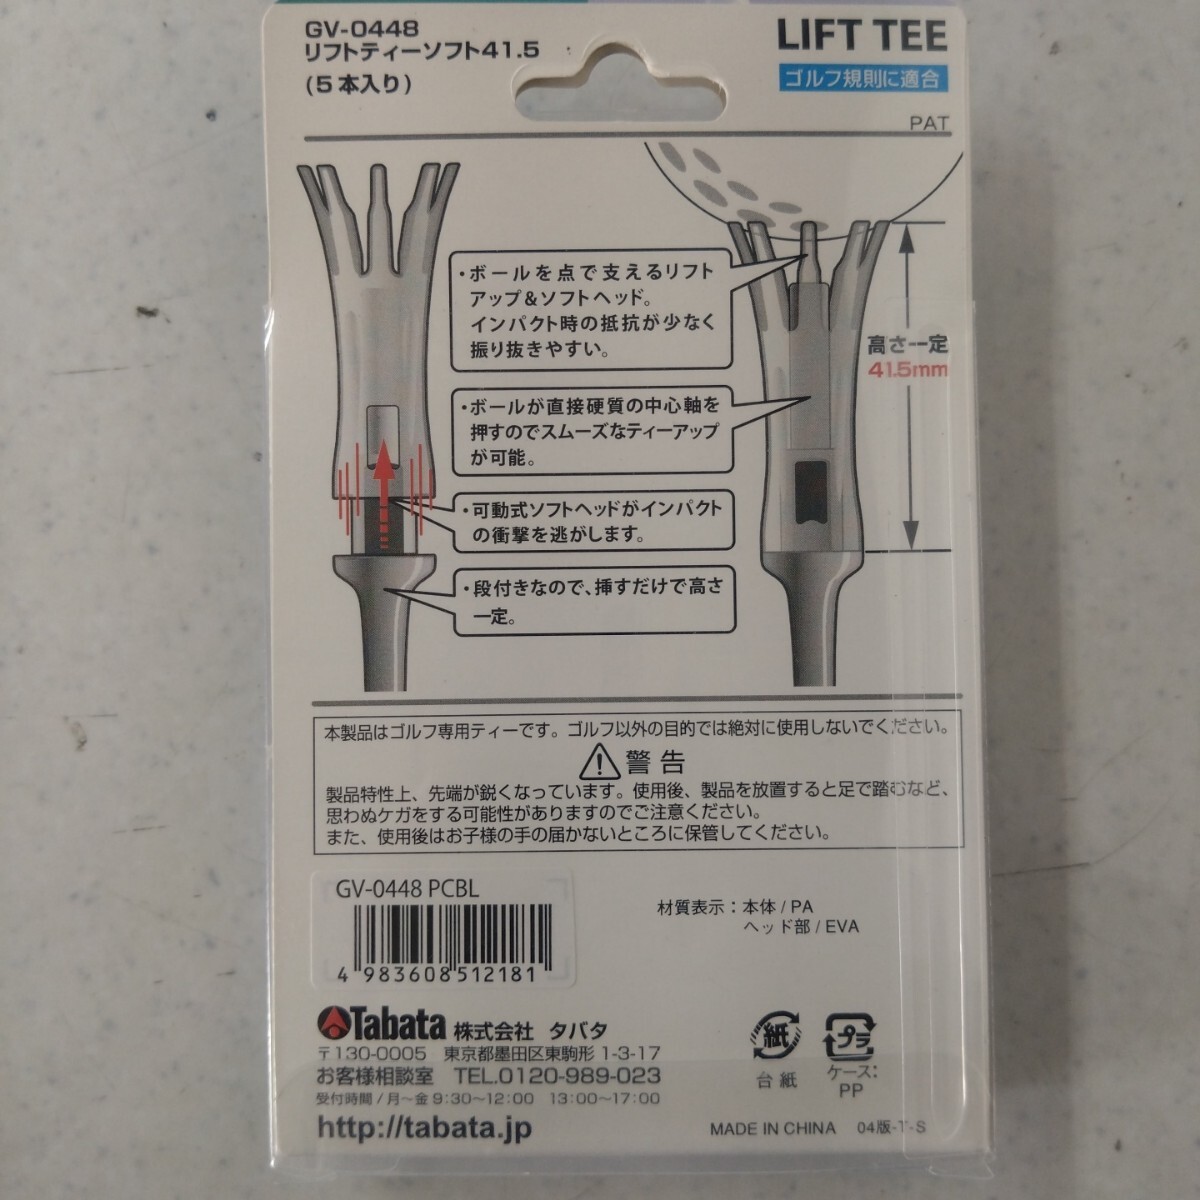 GV-0448
リフトティーソフト41.5
(5本入り)
LIFT TEE
ゴルフ規則に適合
PAT
・ボールを点で支えるリフト
アップ&ソフトヘッド。
インパクト時の抵抗が少なく
振り抜きやすい。
・ボールが直接硬質の中心軸を
押すのでスムーズなティーアップ
が可能。
・可動式ソフトヘッドがインパクト
の衝撃を逃がします。
・段付きなので、挿すだけで高さ
一定。
高さ一定
41.5mm
本製品はゴルフ専用ティーです。ゴルフ以外の目的では絶対に使用しないでください。
警告
製品特性上、先端が鋭くなっています。使用後、製品を放置すると足で踏むなど、
思わぬケガをする可能性がありますのでご注意ください。
また、使用後はお子様の手の届かないところに保管してください。
GV-0448 PCBL
4 983608 512181
材質表示：本体/PA
ヘッド部/EVA
Tabata 株式会社 タバタ
〒130-0005 東京都墨田区東駒形1-3-17
お客様相談室 TEL.0120-989-023
受付時間/月〜金 9:30〜12:00 13:00〜17:00
http://tabata.jp
紙
台紙
プラ
ケース：
PP
MADE IN CHINA 04版-T-S